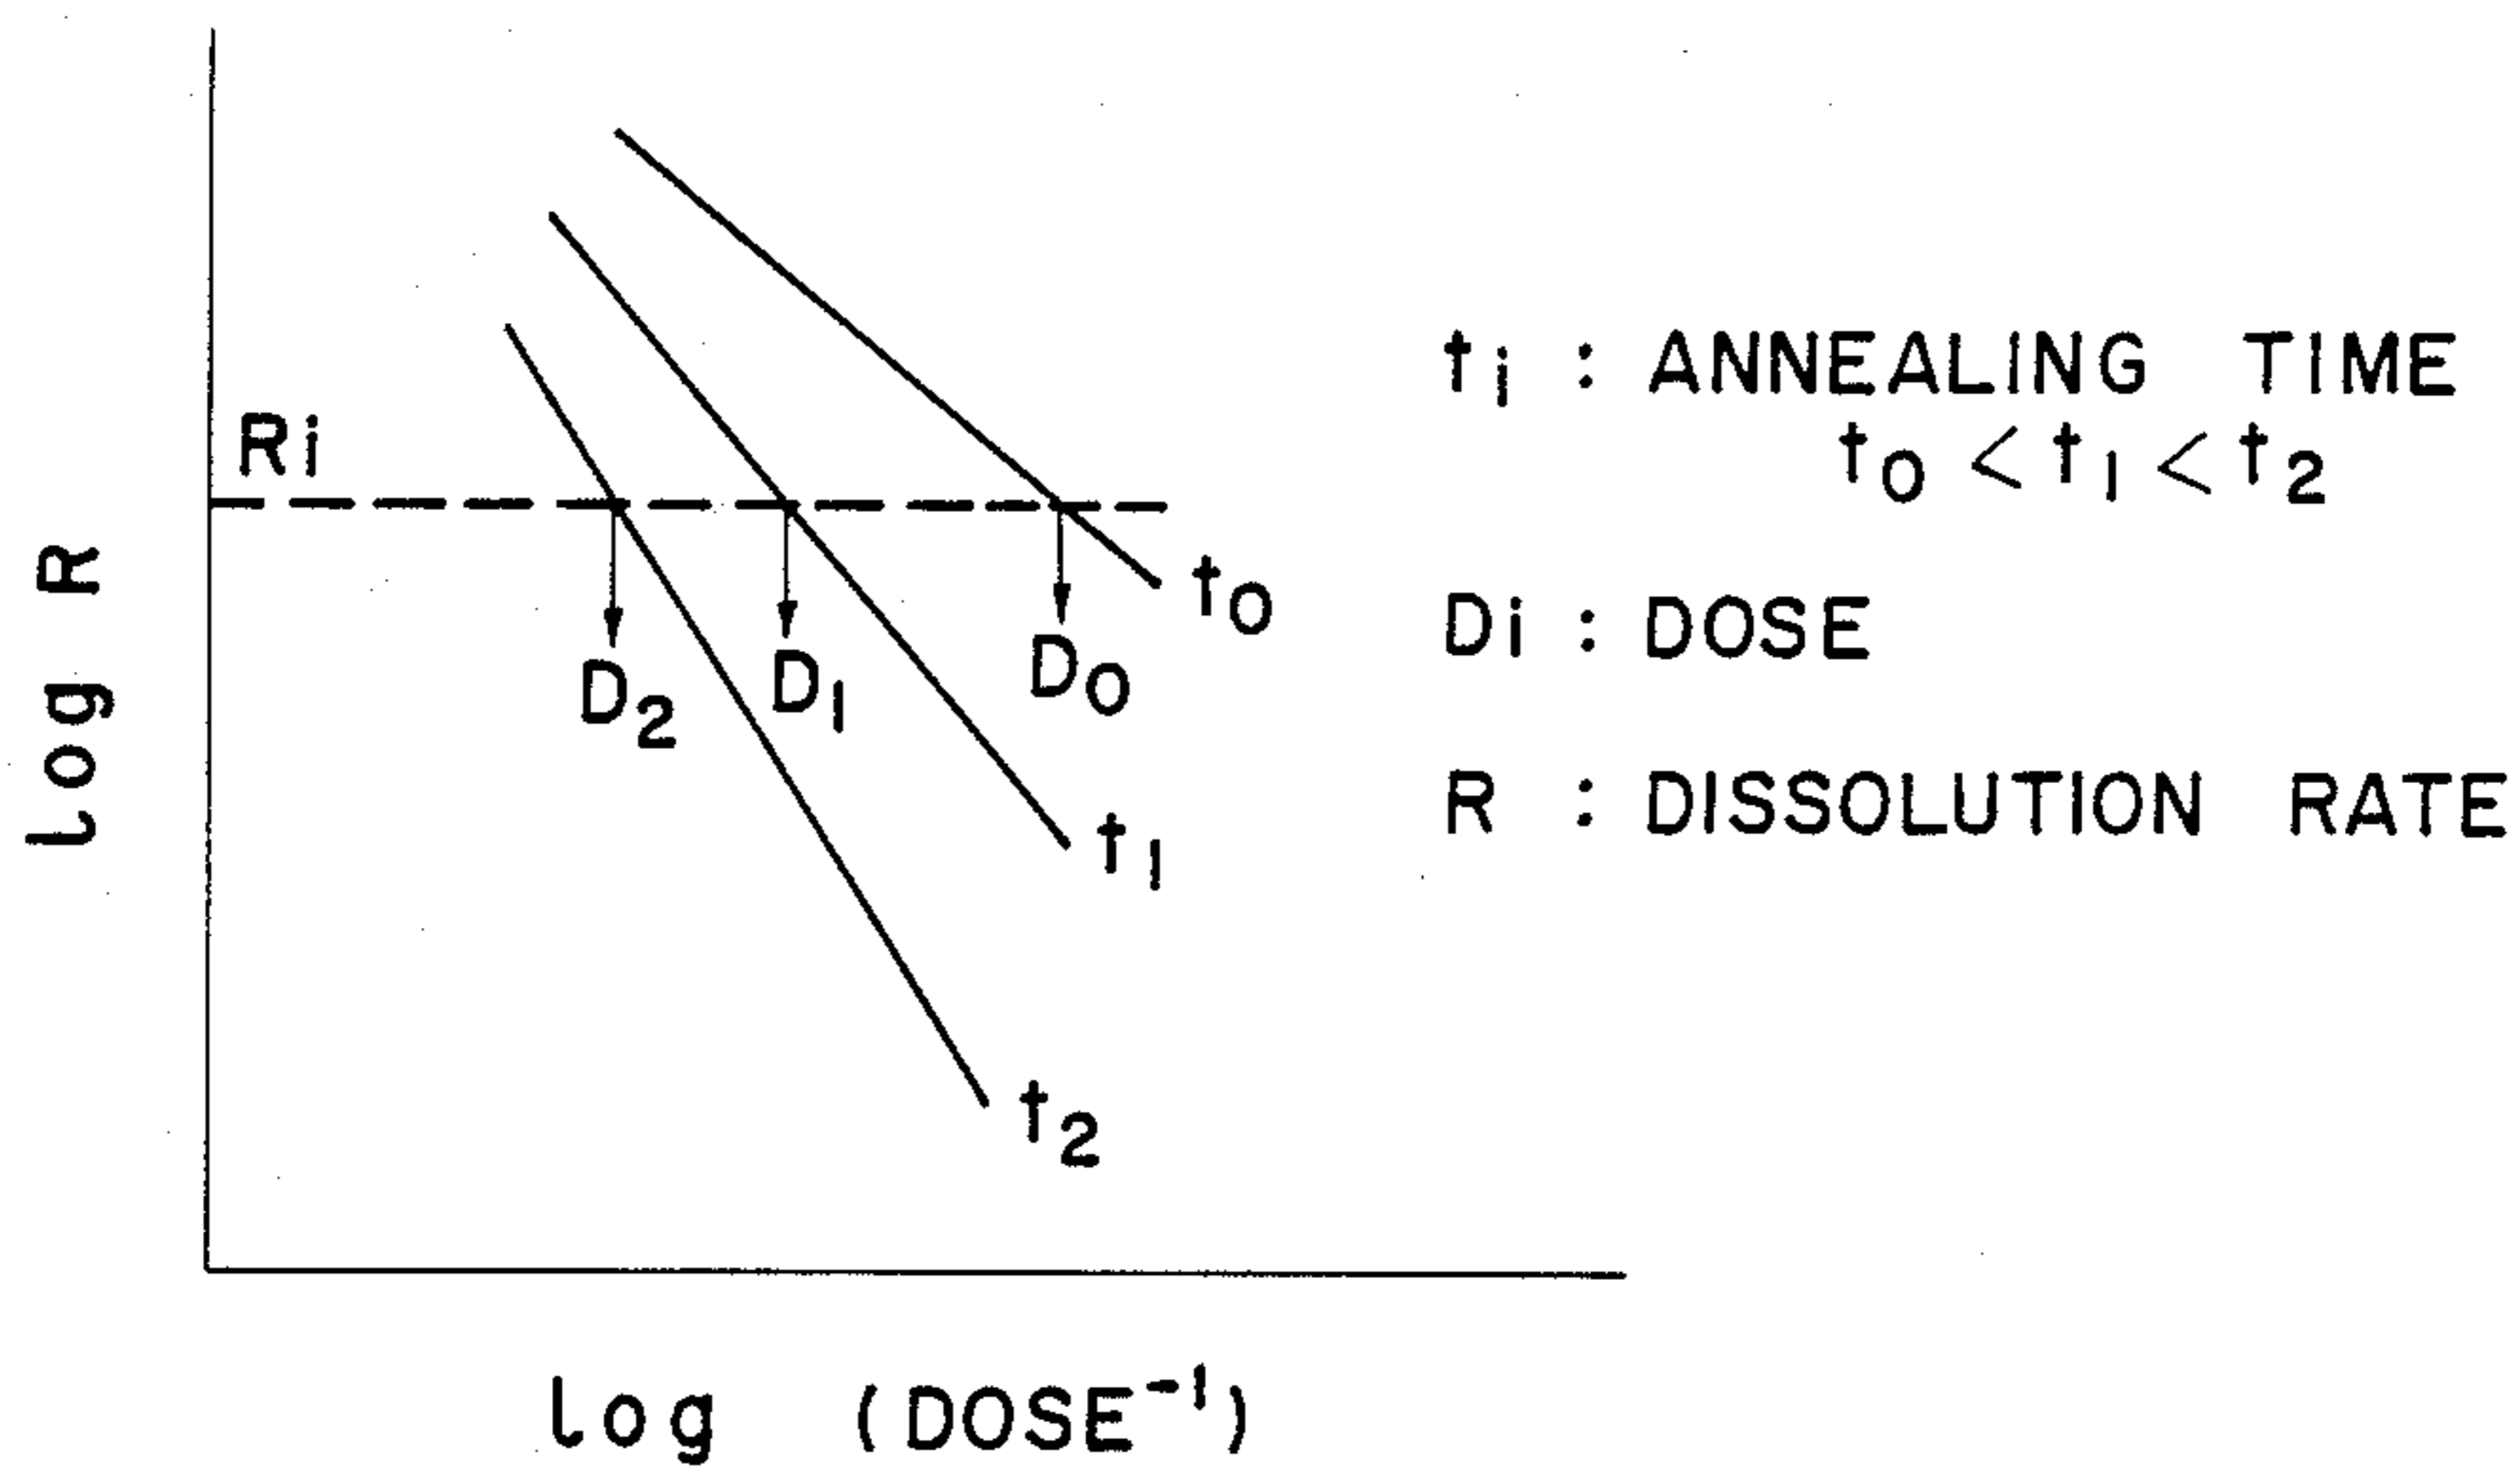 Ri
log R
D2
D1
D0
t0
t1
t2
log (DOSE⁻¹)
ti : ANNEALING TIME
t0 < t1 < t2
Di : DOSE
R : DISSOLUTION RATE